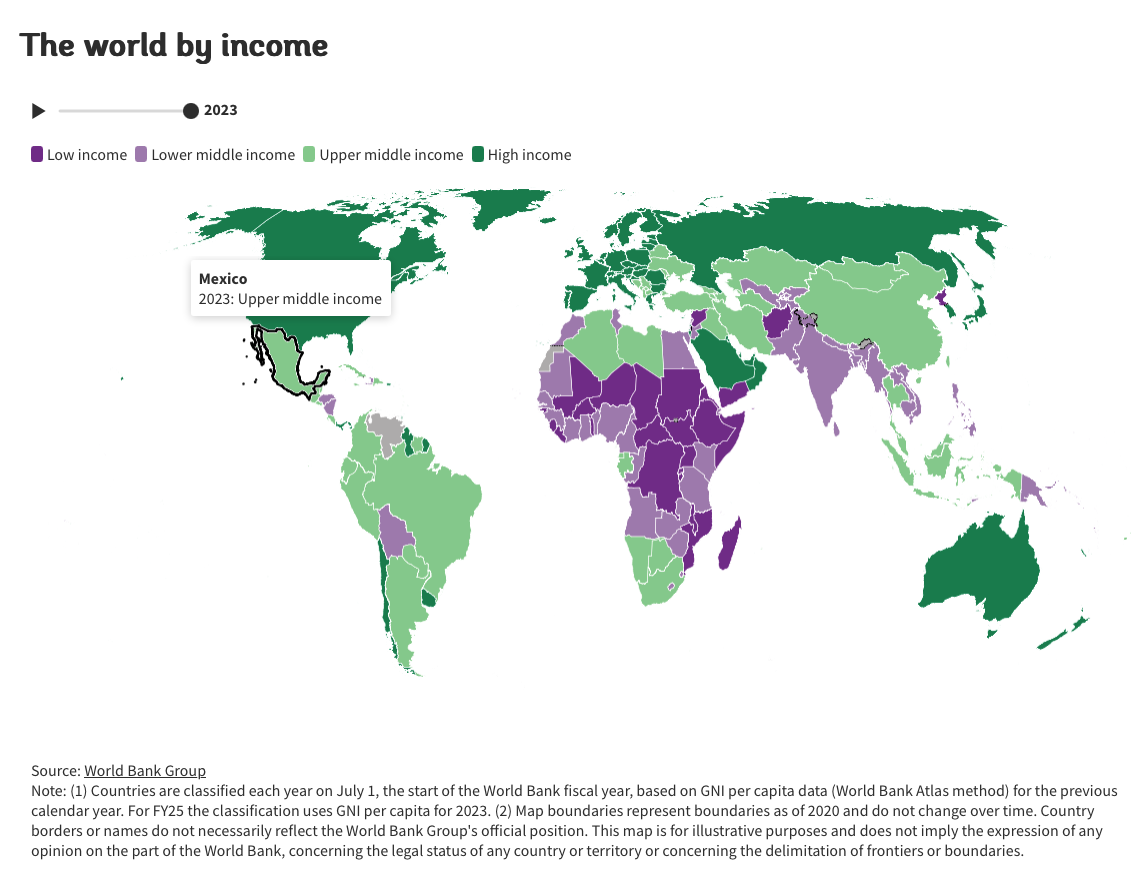 The world by income
2023
Low income Lower middle income Upper middle income High income
Mexico
2023: Upper middle income
Source: World Bank Group
Note: (1) Countries are classified each year on July 1, the start of the World Bank fiscal year, based on GNI per capita data (World Bank Atlas method) for the previous
calendar year. For FY25 the classification uses GNI per capita for 2023. (2) Map boundaries represent boundaries as of 2020 and do not change over time. Country
borders or names do not necessarily reflect the World Bank Group's official position. This map is for illustrative purposes and does not imply the expression of any
opinion on the part of the World Bank, concerning the legal status of any country or territory or concerning the delimitation of frontiers or boundaries.